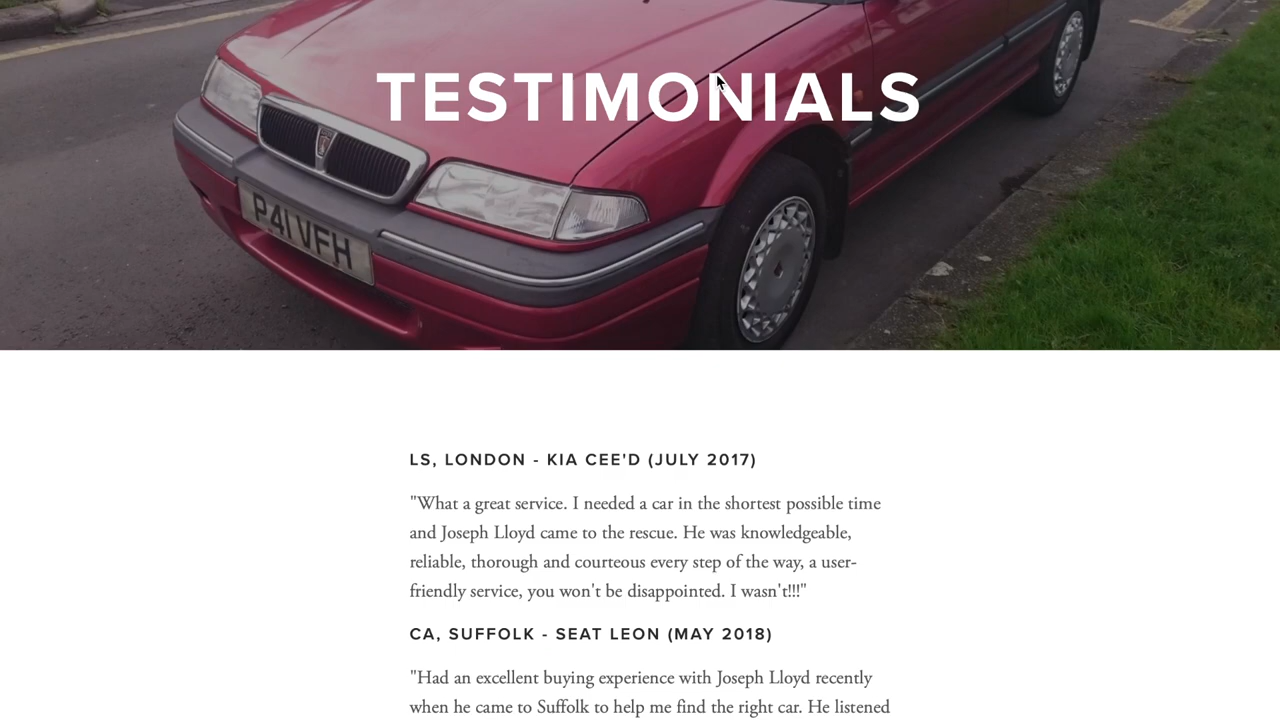 TESTIMONIALS
P41 VFH
LS, LONDON - KIA CEE'D (JULY 2017)
"What a great service. I needed a car in the shortest possible time
and Joseph Lloyd came to the rescue. He was knowledgeable,
reliable, thorough and courteous every step of the way, a user-
friendly service, you won't be disappointed. I wasn't!!!"
CA, SUFFOLK - SEAT LEON (MAY 2018)
"Had an excellent buying experience with Joseph Lloyd recently
when he came to Suffolk to help me find the right car. He listened